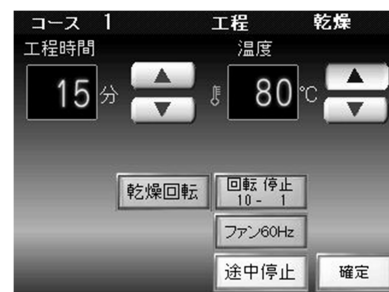 コース 1 工程 乾燥
工程時間 温度
15分 80℃
乾燥回転 回転 停止
10- 1
ファン60Hz
途中停止 確定